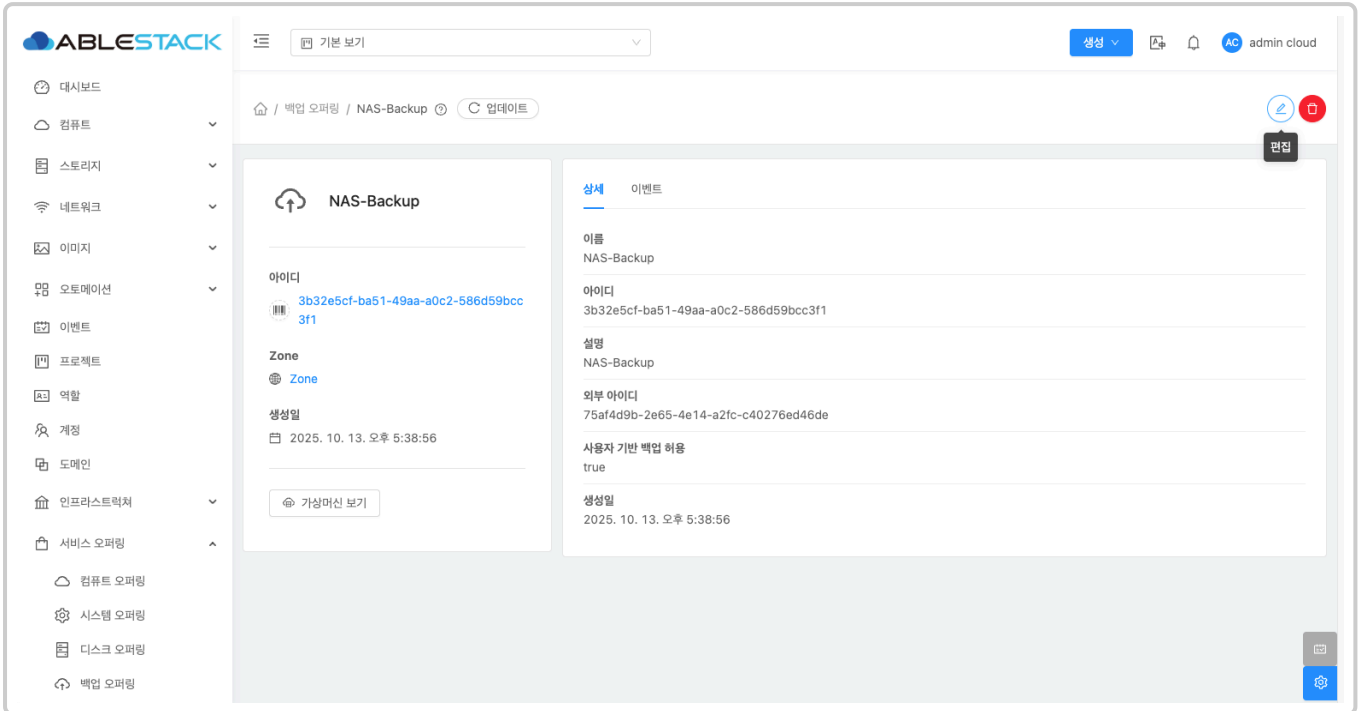 ABLESTACK
기본 보기
생성
AC
admin cloud
대시보드
컴퓨트
스토리지
네트워크
이미지
오토메이션
이벤트
프로젝트
역할
계정
도메인
인프라스트럭쳐
서비스 오퍼링
컴퓨트 오퍼링
시스템 오퍼링
디스크 오퍼링
백업 오퍼링
/ 백업 오퍼링 / NAS-Backup
업데이트
편집
NAS-Backup
아이디
3b32e5cf-ba51-49aa-a0c2-586d59bcc
3f1
Zone
Zone
생성일
2025. 10. 13. 오후 5:38:56
가상머신 보기
상세
이벤트
이름
NAS-Backup
아이디
3b32e5cf-ba51-49aa-a0c2-586d59bcc3f1
설명
NAS-Backup
외부 아이디
75af4d9b-2e65-4e14-a2fc-c40276ed46de
사용자 기반 백업 허용
true
생성일
2025. 10. 13. 오후 5:38:56